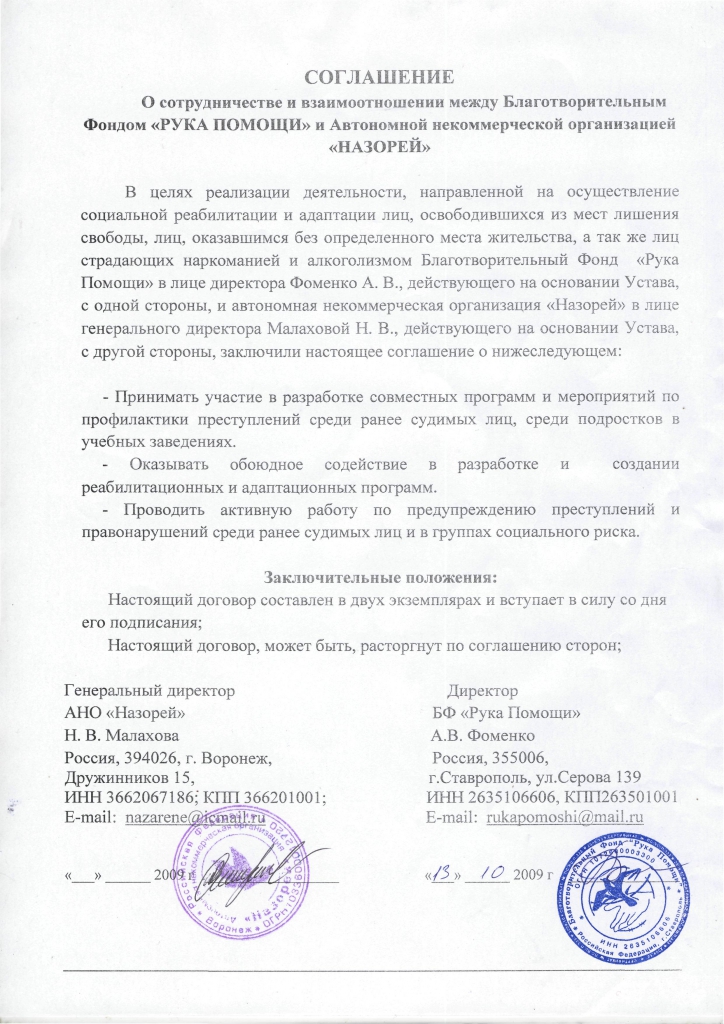 СОГЛАШЕНИЕ
О сотрудничестве и взаимоотношении между Благотворительным
Фондом «РУКА ПОМОЩИ» и Автономной некоммерческой организацией
«НАЗОРЕЙ»
В целях реализации деятельности, направленной на осуществление
социальной реабилитации и адаптации лиц, освободившихся из мест лишения
свободы, лиц, оказавшимся без определенного места жительства, а так же лиц
страдающих наркоманией и алкоголизмом Благотворительный Фонд «Рука
Помощи» в лице директора Фоменко А. В., действующего на основании Устава,
с одной стороны, и автономная некоммерческая организация «Назорей» в лице
генерального директора Малаховой Н. В., действующего на основании Устава,
с другой стороны, заключили настоящее соглашение о нижеследующем:
- Принимать участие в разработке совместных программ и мероприятий по
профилактики преступлений среди ранее судимых лиц, среди подростков в
учебных заведениях.
- Оказывать обоюдное содействие в разработке и создании
реабилитационных и адаптационных программ.
- Проводить активную работу по предупреждению преступлений и
правонарушений среди ранее судимых лиц и в группах социального риска.
Заключительные положения:
Настоящий договор составлен в двух экземплярах и вступает в силу со дня
его подписания;
Настоящий договор, может быть, расторгнут по соглашению сторон;
Генеральный директор
АНО «Назорей»
Н. В. Малахова
Россия, 394026, г. Воронеж,
Дружинников 15,
ИНН 3662067186; КПП 366201001;
E-mail: nazarene@icmail.ru
«___» ______ 2009 г
Директор
БФ «Рука Помощи»
А.В. Фоменко
Россия, 355006,
г.Ставрополь, ул.Серова 139
ИНН 2635106606, КПП263501001
E-mail: rukapomoshi@mail.ru
«13» 10 2009 г
Российская Федерация
некоммерческая организация
«Назорей»
Воронеж
Благотворительный Фонд "Рука Помощи"
Российская Федерация, г.Ставрополь
ИНН 2635106606